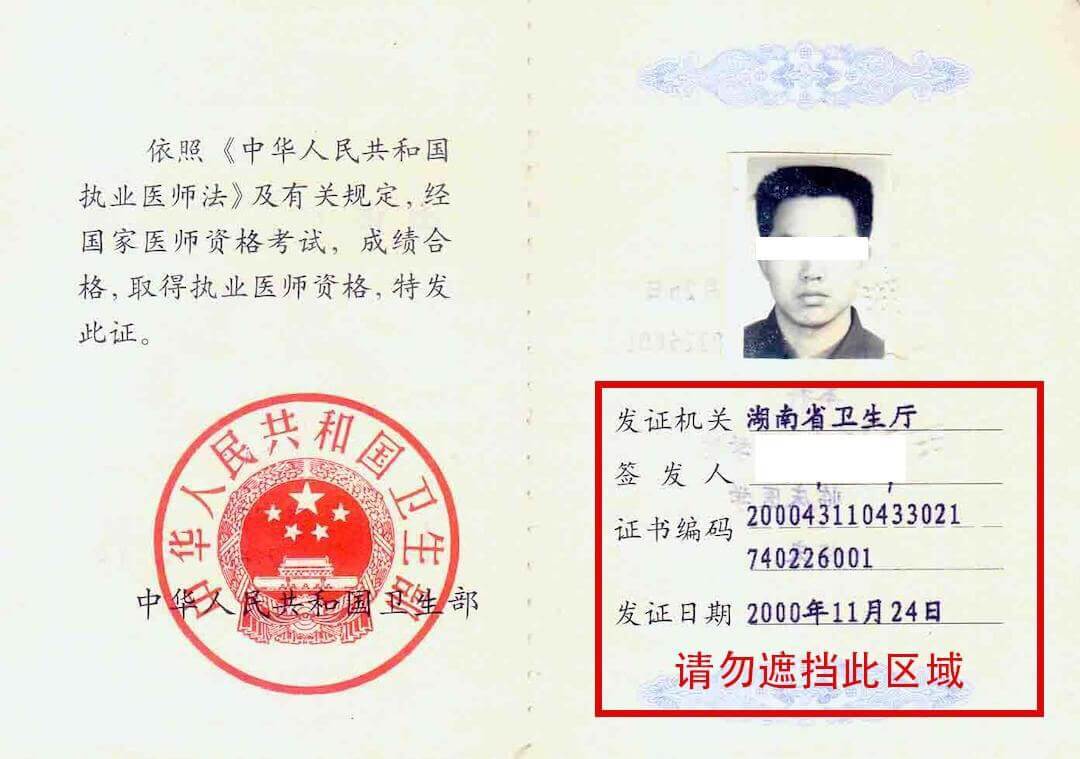 依照《中华人民共和国
执业医师法》及有关规定,经
国家医师资格考试,成绩合
格,取得执业医师资格,特发
此证。
中华人民共和国卫生部
中华人民共和国卫生部
发证机关 湖南省卫生厅
签发人
证书编码 200043110433021
740226001
发证日期 2000年11月24日
请勿遮挡此区域